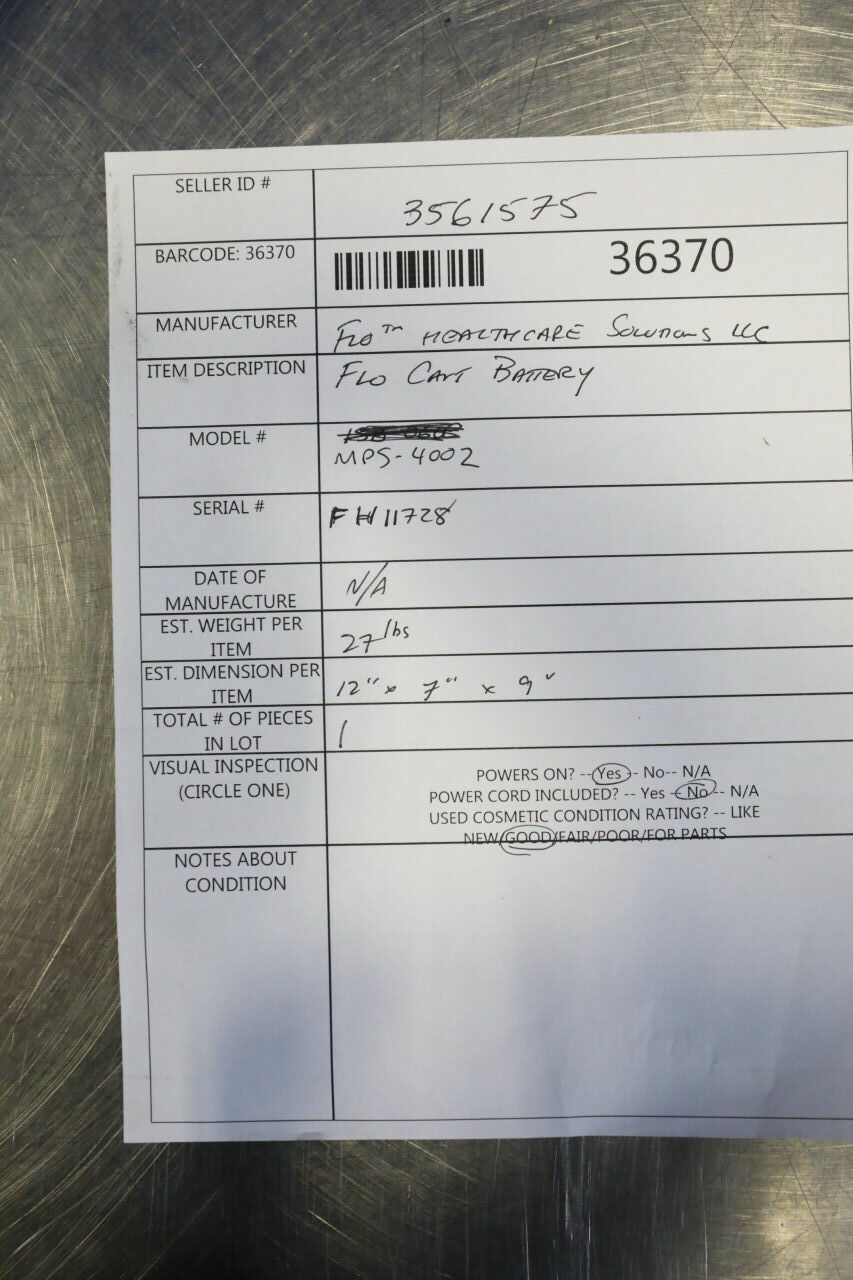 SELLER ID #
3561575
BARCODE: 36370
36370
MANUFACTURER
FLO™ HEALTHCARE SOLUTIONS LLC
ITEM DESCRIPTION
FLO CART BATTERY
MODEL #
MPS-4002
SERIAL #
FH11728
DATE OF
MANUFACTURE
N/A
EST. WEIGHT PER
ITEM
27 lbs
EST. DIMENSION PER
ITEM
12" x 7" x 9"
TOTAL # OF PIECES
IN LOT
1
VISUAL INSPECTION
(CIRCLE ONE)
POWERS ON? --Yes-- No-- N/A
POWER CORD INCLUDED? -- Yes --No-- N/A
USED COSMETIC CONDITION RATING? -- LIKE
NEW/GOOD/FAIR/POOR/FOR PARTS
NOTES ABOUT
CONDITION